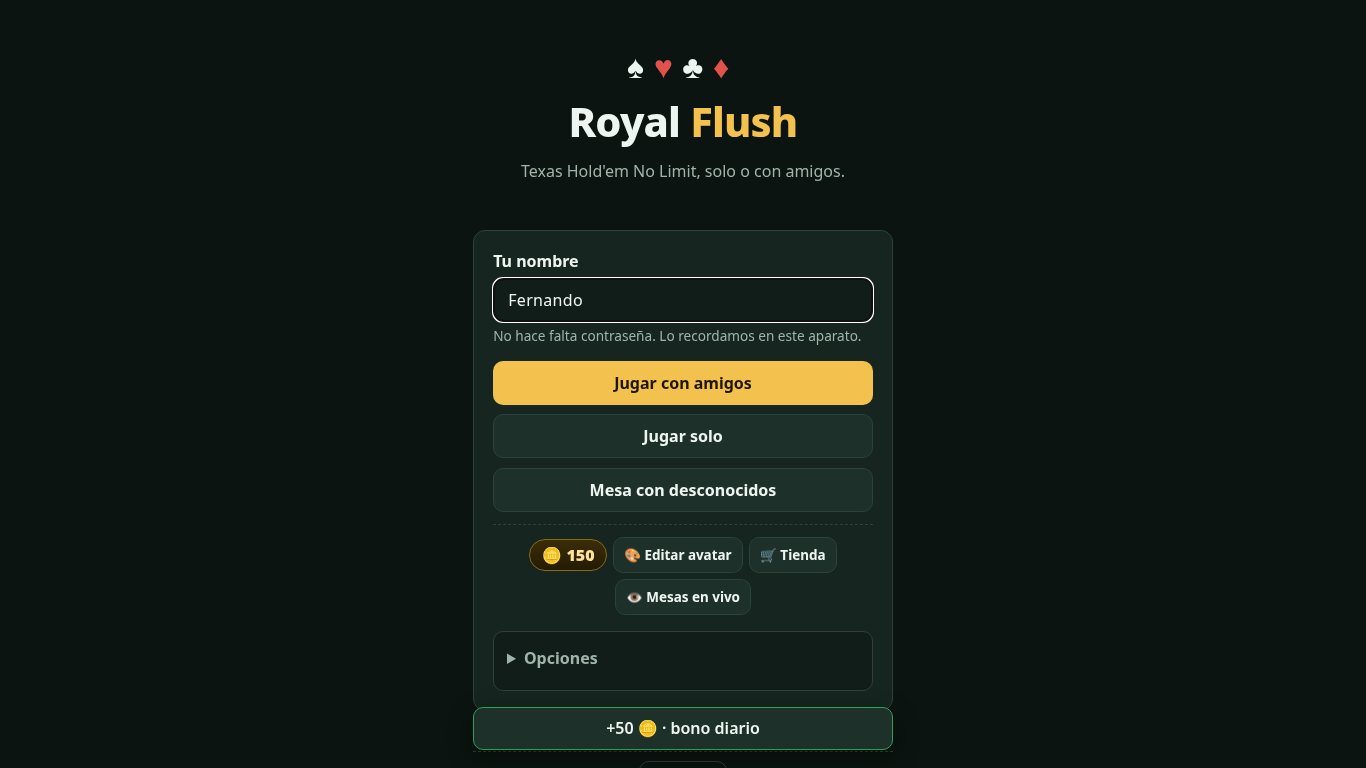 ♠ ♥ ♣ ♦
Royal Flush
Texas Hold'em No Limit, solo o con amigos.
Tu nombre
Fernando
No hace falta contraseña. Lo recordamos en este aparato.
Jugar con amigos
Jugar solo
Mesa con desconocidos
🪙 150
🎨 Editar avatar
🛒 Tienda
👁️ Mesas en vivo
▶ Opciones
+50 🪙 · bono diario